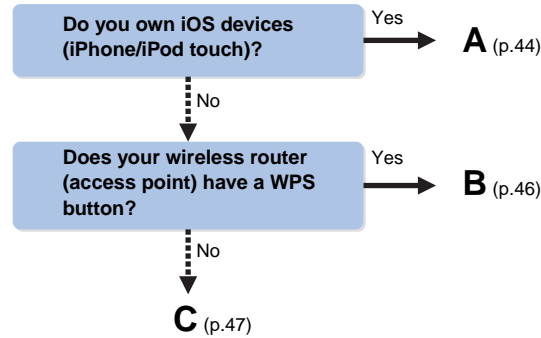 Do you own iOS devices
(iPhone/iPod touch)?
Yes
A (p.44)
No
Does your wireless router
(access point) have a WPS
button?
Yes
B (p.46)
No
C (p.47)